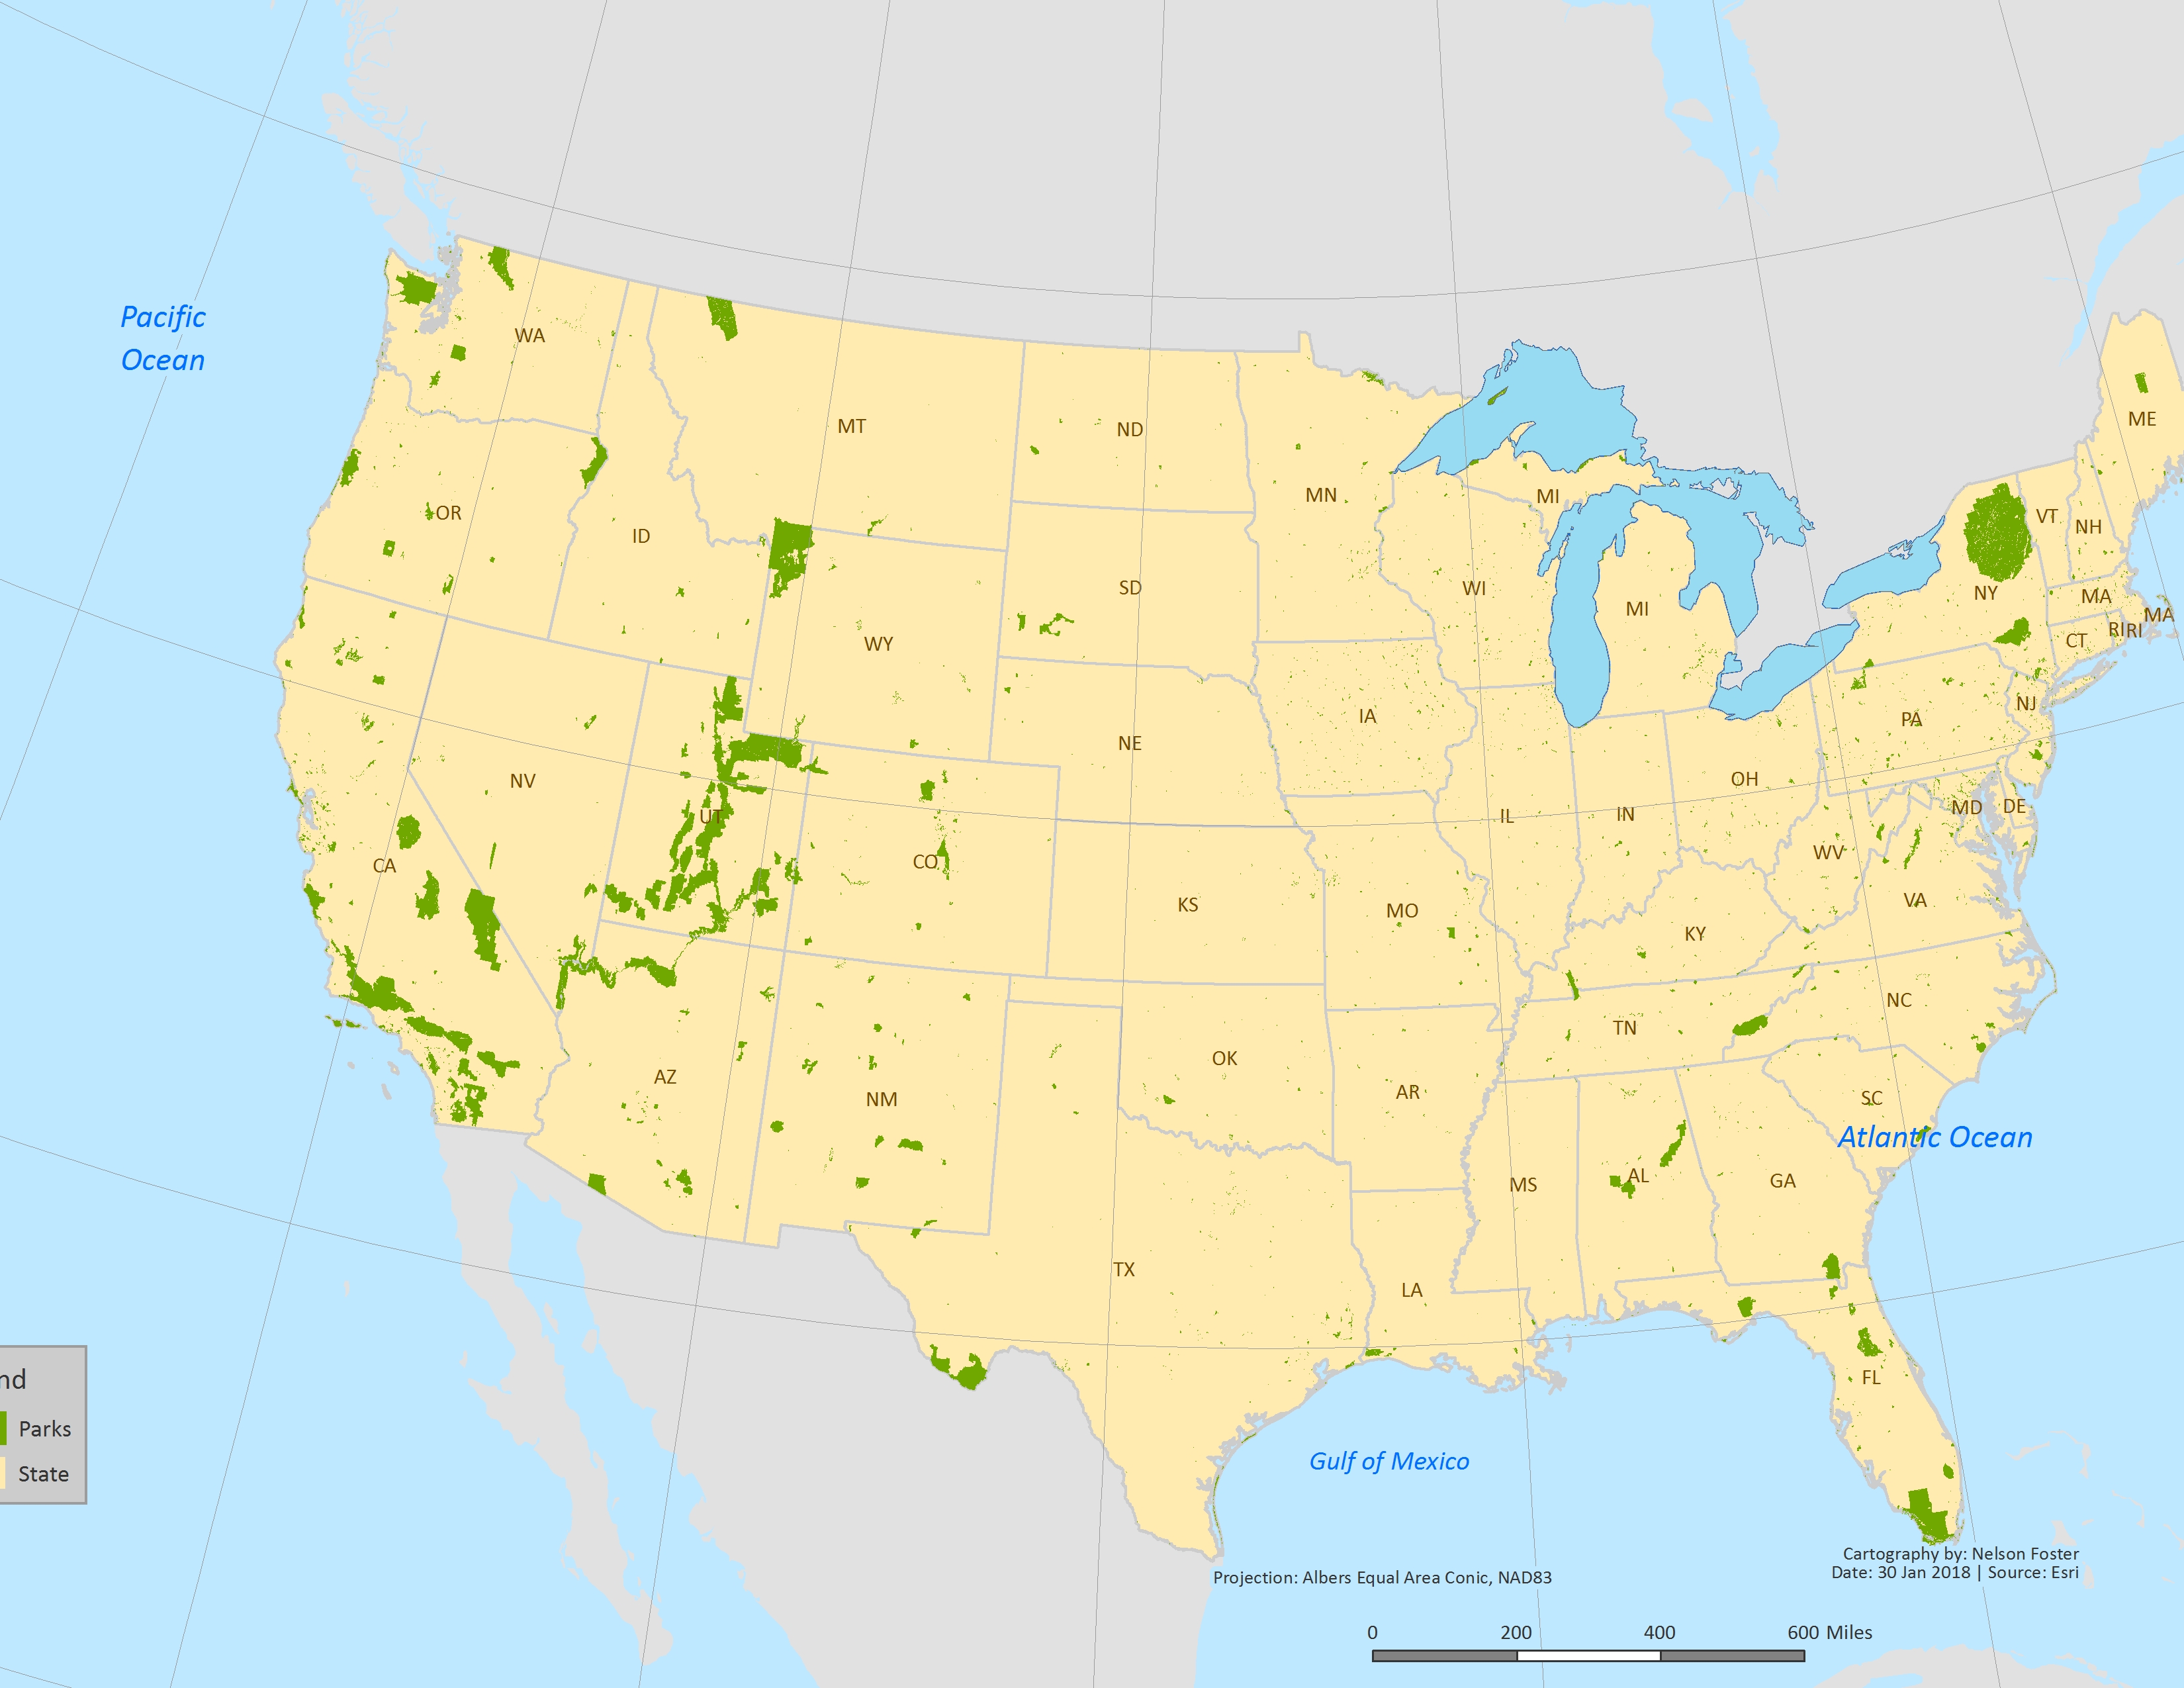 Pacific
Ocean
WA
MT
ND
MN
MI
ME
OR
ID
SD
WI
MI
VT
NH
NY
MA
MA
RI
RI
CT
WY
NE
IA
PA
NJ
NV
UT
CO
IL
IN
OH
MD
DE
CA
KS
MO
KY
WV
VA
AZ
NM
OK
AR
TN
NC
SC
Atlantic Ocean
TX
LA
MS
AL
GA
FL
nd
Parks
State
Gulf of Mexico
Cartography by: Nelson Foster
Projection: Albers Equal Area Conic, NAD83
Date: 30 Jan 2018 | Source: Esri
0 200 400 600 Miles